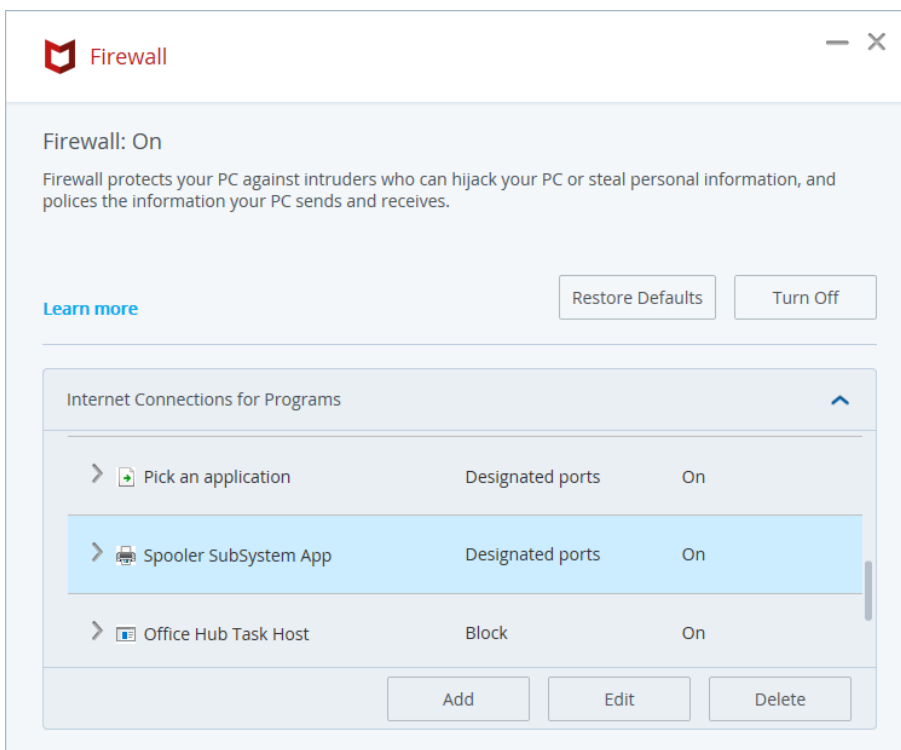 Firewall
Firewall: On
Firewall protects your PC against intruders who can hijack your PC or steal personal information, and
polices the information your PC sends and receives.
Learn more
Restore Defaults
Turn Off
Internet Connections for Programs
Pick an application Designated ports On
Spooler SubSystem App Designated ports On
Office Hub Task Host Block On
Add Edit Delete